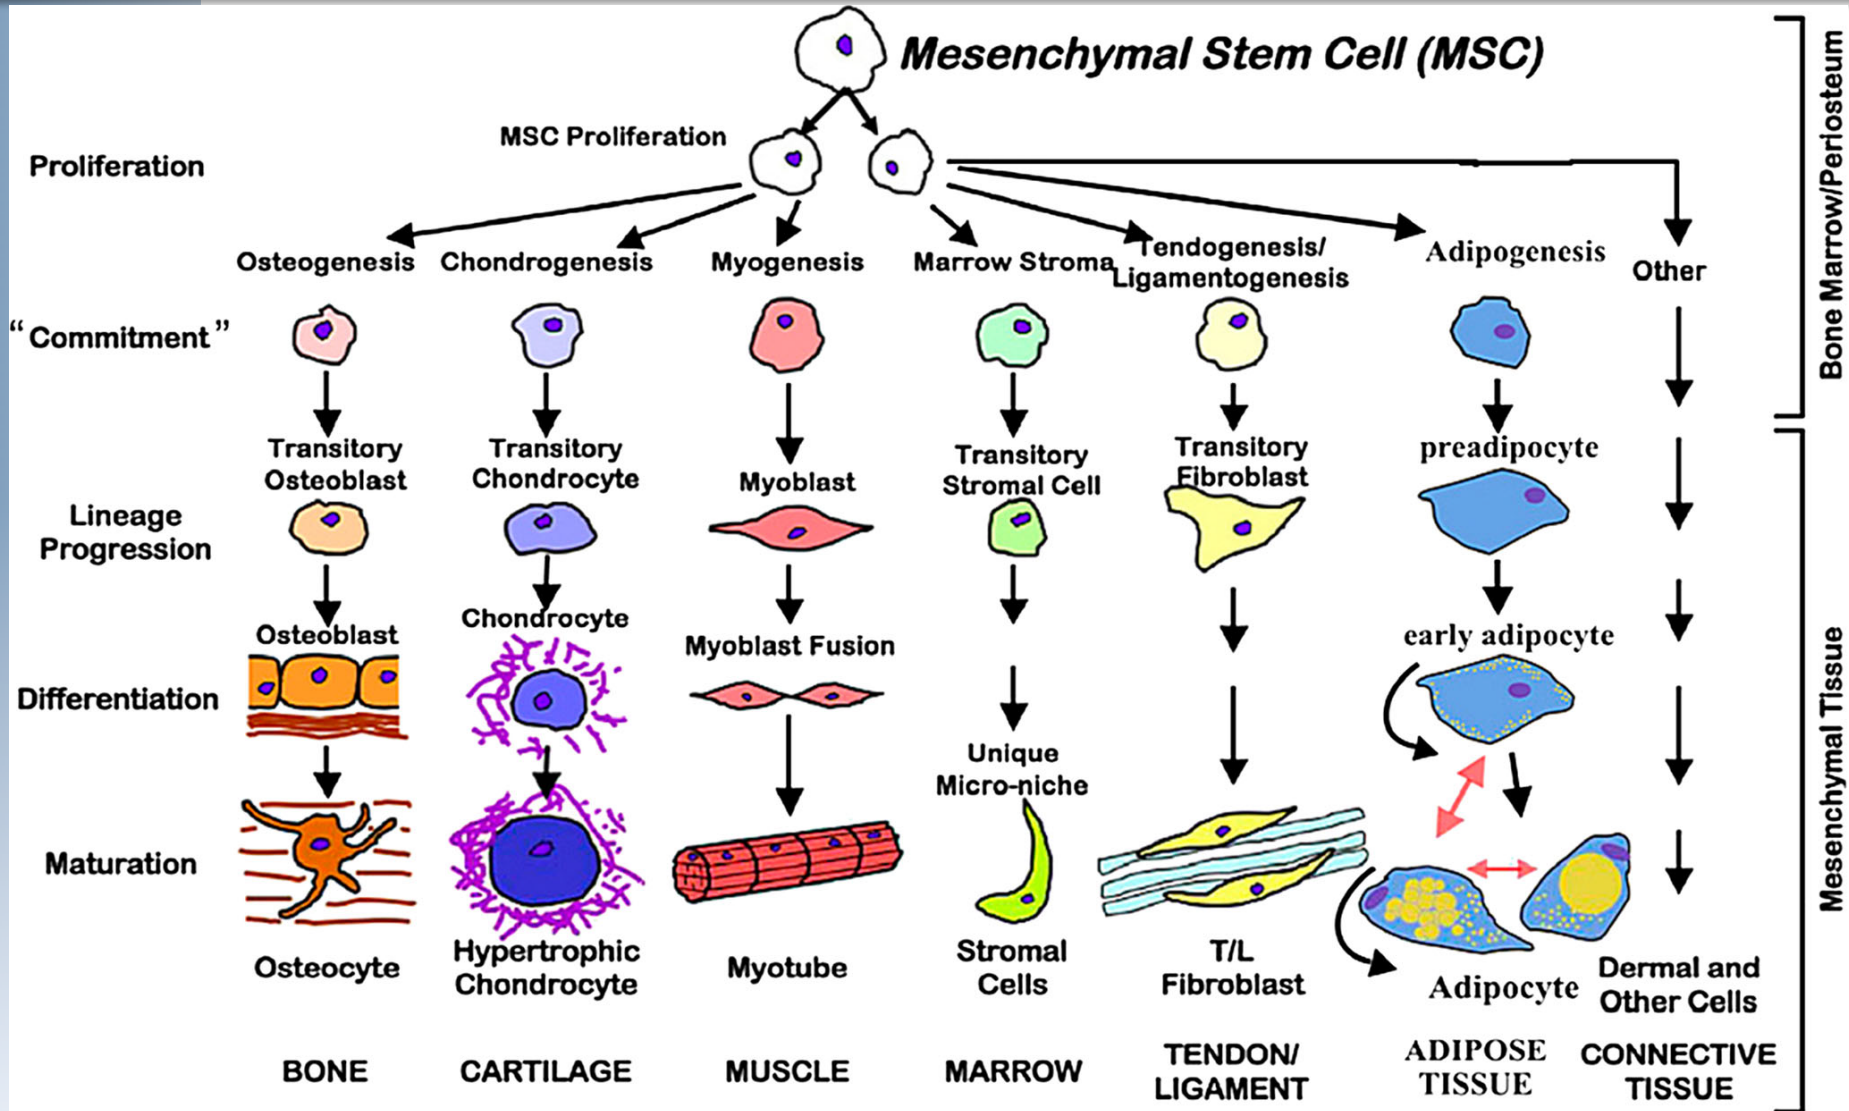 Mesenchymal Stem Cell (MSC)
MSC Proliferation
Proliferation
Osteogenesis
Chondrogenesis
Myogenesis
Marrow Stroma
Tendogenesis/
Ligamentogenesis
Adipogenesis
Other
“Commitment”
Transitory
Osteoblast
Transitory
Chondrocyte
Myoblast
Transitory
Stromal Cell
Transitory
Fibroblast
preadipocyte
Lineage
Progression
Osteoblast
Chondrocyte
Myoblast Fusion
early adipocyte
Differentiation
Unique
Micro-niche
Maturation
Osteocyte
Hypertrophic
Chondrocyte
Myotube
Stromal
Cells
T/L
Fibroblast
Adipocyte
Dermal and
Other Cells
BONE
CARTILAGE
MUSCLE
MARROW
TENDON/
LIGAMENT
ADIPOSE
TISSUE
CONNECTIVE
TISSUE
Bone Marrow/Periosteum
Mesenchymal Tissue